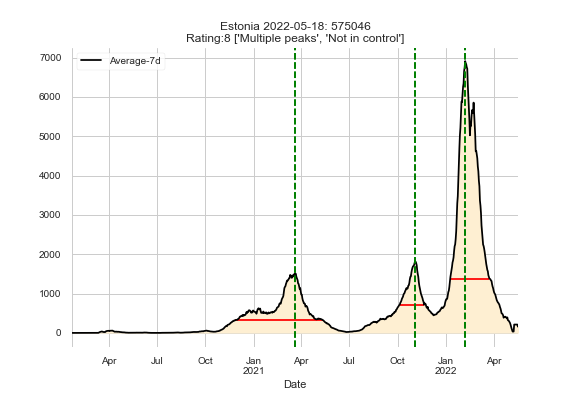 Estonia 2022-05-18: 575046
Rating:8 ['Multiple peaks', 'Not in control']
Average-7d
7000
6000
5000
4000
3000
2000
1000
0
Apr Jul Oct Jan Apr Jul Oct Jan Apr
2021 2022
Date